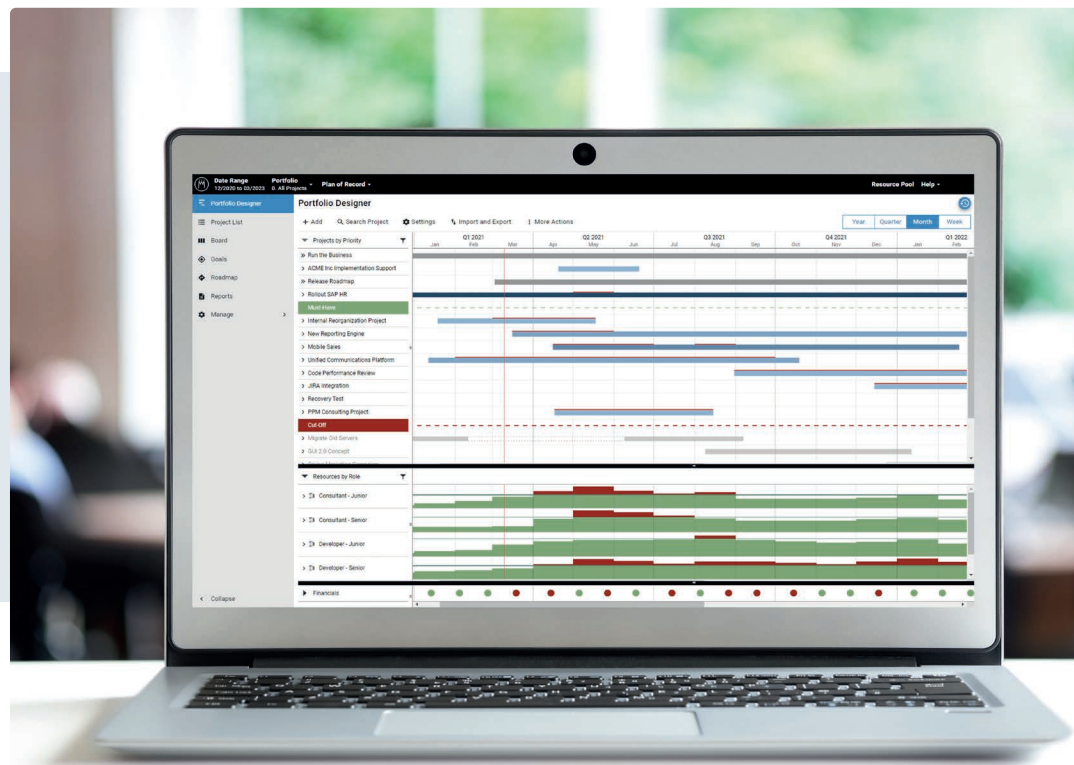 Date Range
12/2020 to 03/2023
Portfolio
0. All Projects
Plan of Record
Resource Pool
Help
Portfolio Designer
Project List
Board
Goals
Roadmap
Reports
Manage
Collapse
Portfolio Designer
+ Add
Search Project
Settings
Import and Export
More Actions
Year
Quarter
Month
Week
Projects by Priority
Q1 2021
Q2 2021
Q3 2021
Q4 2021
Q1 2022
Jan
Feb
Mar
Apr
May
Jun
Jul
Aug
Sep
Oct
Nov
Dec
Jan
Feb
Run the Business
ACME Inc Implementation Support
Release Roadmap
Rollout SAP HR
Must-Have
Internal Reorganization Project
New Reporting Engine
Mobile Sales
Unified Communications Platform
Code Performance Review
JIRA Integration
Recovery Test
PPM Consulting Project
Cut-Off
Migrate Old Servers
GUI 2.0 Concept
Resources by Role
Consultant - Junior
Consultant - Senior
Developer - Junior
Developer - Senior
Financials